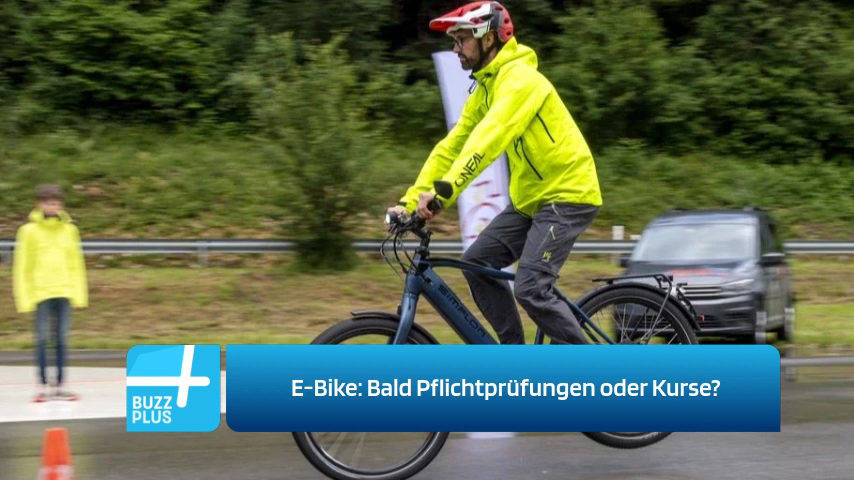 O'NEAL
SIMPLON
BUZZ
PLUS
E-Bike: Bald Pflichtprüfungen oder Kurse?